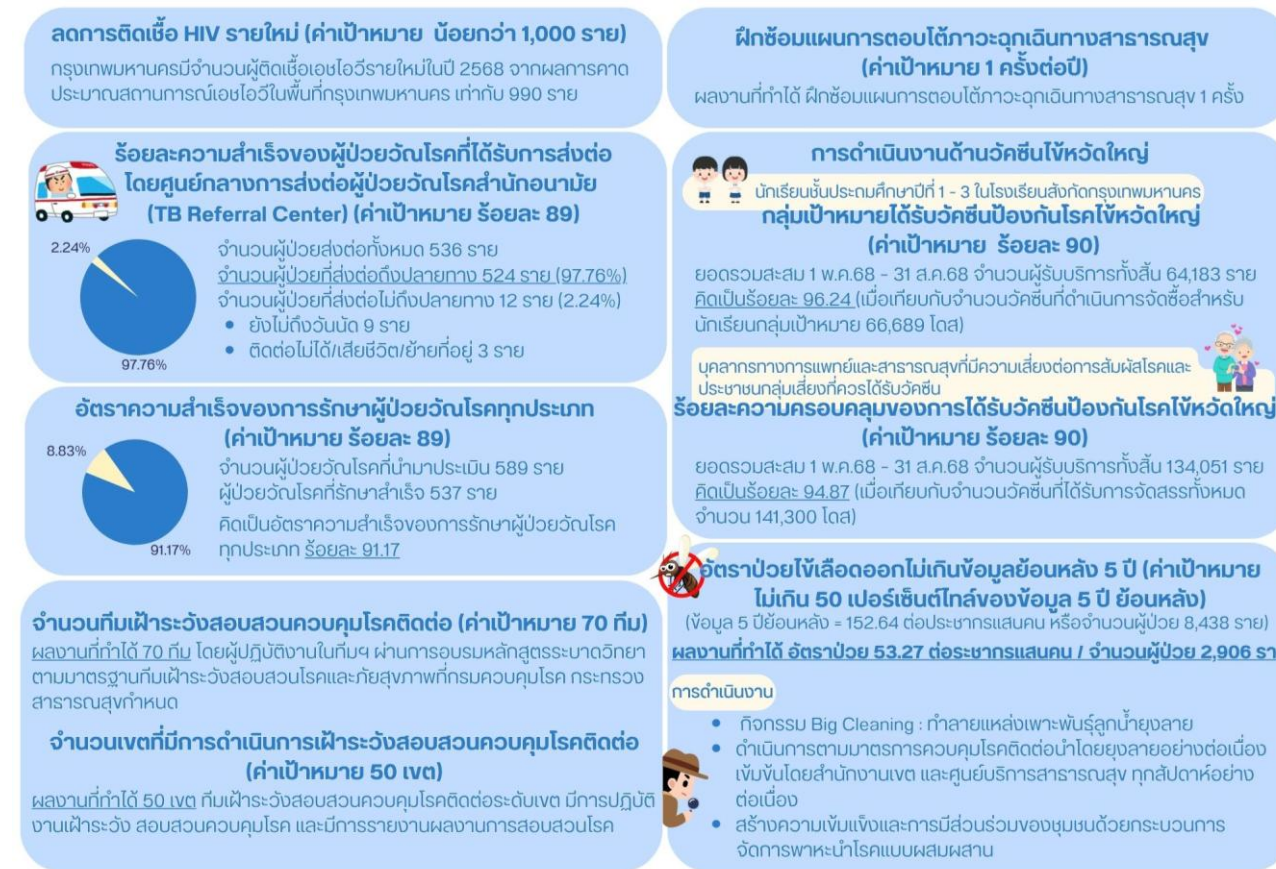 ลดการติดเชื้อ HIV รายใหม่ (ค่าเป้าหมาย น้อยกว่า 1,000 ราย)
กรุงเทพมหานครมีจำนวนผู้ติดเชื้อเอชไอวีรายใหม่ในปี 2568 จากผลการคาด
ประมาณสถานการณ์เอชไอวีในพื้นที่กรุงเทพมหานคร เท่ากับ 990 ราย
ร้อยละความสำเร็จของผู้ป่วยวัณโรคที่ได้รับการส่งต่อ
โดยศูนย์กลางการส่งต่อผู้ป่วยวัณโรคสำนักอนามัย
(TB Referral Center) (ค่าเป้าหมาย ร้อยละ 89)
2.24%
97.76%
จำนวนผู้ป่วยส่งต่อทั้งหมด 536 ราย
จำนวนผู้ป่วยที่ส่งต่อถึงปลายทาง 524 ราย (97.76%)
จำนวนผู้ป่วยที่ส่งต่อไม่ถึงปลายทาง 12 ราย (2.24%)
• ยังไม่ถึงวันนัด 9 ราย
• ติดต่อไม่ได้/เสียชีวิต/ย้ายที่อยู่ 3 ราย
อัตราความสำเร็จของการรักษาผู้ป่วยวัณโรคทุกประเภท
(ค่าเป้าหมาย ร้อยละ 89)
8.83%
91.17%
จำนวนผู้ป่วยวัณโรคที่นำมาประเมิน 589 ราย
ผู้ป่วยวัณโรคที่รักษาสำเร็จ 537 ราย
คิดเป็นอัตราความสำเร็จของการรักษาผู้ป่วยวัณโรค
ทุกประเภท ร้อยละ 91.17
จำนวนทีมเฝ้าระวังสอบสวนควบคุมโรคติดต่อ (ค่าเป้าหมาย 70 ทีม)
ผลงานที่ทำได้ 70 ทีม โดยผู้ปฏิบัติงานในทีมฯ ผ่านการอบรมหลักสูตรระบาดวิทยา
ตามมาตรฐานทีมเฝ้าระวังสอบสวนโรคและภัยสุขภาพที่กรมควบคุมโรค กระทรวง
สาธารณสุขกำหนด
จำนวนเขตที่มีการดำเนินการเฝ้าระวังสอบสวนควบคุมโรคติดต่อ
(ค่าเป้าหมาย 50 เขต)
ผลงานที่ทำได้ 50 เขต ทีมเฝ้าระวังสอบสวนควบคุมโรคติดต่อระดับเขต มีการปฏิบัติ
งานเฝ้าระวัง สอบสวนควบคุมโรค และมีการรายงานผลงานการสอบสวนโรค
ฝึกซ้อมแผนการตอบโต้ภาวะฉุกเฉินทางสาธารณสุข
(ค่าเป้าหมาย 1 ครั้งต่อปี)
ผลงานที่ทำได้ ฝึกซ้อมแผนการตอบโต้ภาวะฉุกเฉินทางสาธารณสุข 1 ครั้ง
การดำเนินงานด้านวัคซีนไข้หวัดใหญ่
นักเรียนชั้นประถมศึกษาปีที่ 1 - 3 ในโรงเรียนสังกัดกรุงเทพมหานคร
กลุ่มเป้าหมายได้รับวัคซีนป้องกันโรคไข้หวัดใหญ่
(ค่าเป้าหมาย ร้อยละ 90)
ยอดรวมสะสม 1 พ.ค.68 - 31 ส.ค.68 จำนวนผู้รับบริการทั้งสิ้น 64,183 ราย
คิดเป็นร้อยละ 96.24 (เมื่อเทียบกับจำนวนวัคซีนที่ดำเนินการจัดซื้อสำหรับ
นักเรียนกลุ่มเป้าหมาย 66,689 โดส)
บุคลากรทางการแพทย์และสาธารณสุขที่มีความเสี่ยงต่อการสัมผัสโรคและ
ประชาชนกลุ่มเสี่ยงที่ควรได้รับวัคซีน
ร้อยละความครอบคลุมของการได้รับวัคซีนป้องกันโรคไข้หวัดใหญ่
(ค่าเป้าหมาย ร้อยละ 90)
ยอดรวมสะสม 1 พ.ค.68 - 31 ส.ค.68 จำนวนผู้รับบริการทั้งสิ้น 134,051 ราย
คิดเป็นร้อยละ 94.87 (เมื่อเทียบกับจำนวนวัคซีนที่ได้รับการจัดสรรทั้งหมด
จำนวน 141,300 โดส)
อัตราป่วยไข้เลือดออกไม่เกินข้อมูลย้อนหลัง 5 ปี (ค่าเป้าหมาย
ไม่เกิน 50 เปอร์เซ็นต์ไทล์ของข้อมูล 5 ปี ย้อนหลัง)
(ข้อมูล 5 ปีย้อนหลัง = 152.64 ต่อประชากรแสนคน หรือจำนวนผู้ป่วย 8,438 ราย)
ผลงานที่ทำได้ อัตราป่วย 53.27 ต่อระชากรแสนคน / จำนวนผู้ป่วย 2,906 รา
การดำเนินงาน
• กิจกรรม Big Cleaning : ทำลายแหล่งเพาะพันธุ์ลูกน้ำยุงลาย
• ดำเนินการตามมาตรการควบคุมโรคติดต่อนำโดยยุงลายอย่างต่อเนื่อง
เข้มข้นโดยสำนักงานเขต และศูนย์บริการสาธารณสุข ทุกสัปดาห์อย่าง
ต่อเนื่อง
• สร้างความเข้มแข็งและการมีส่วนร่วมของชุมชนด้วยกระบวนการ
จัดการพาหะนำโรคแบบผสมผสาน